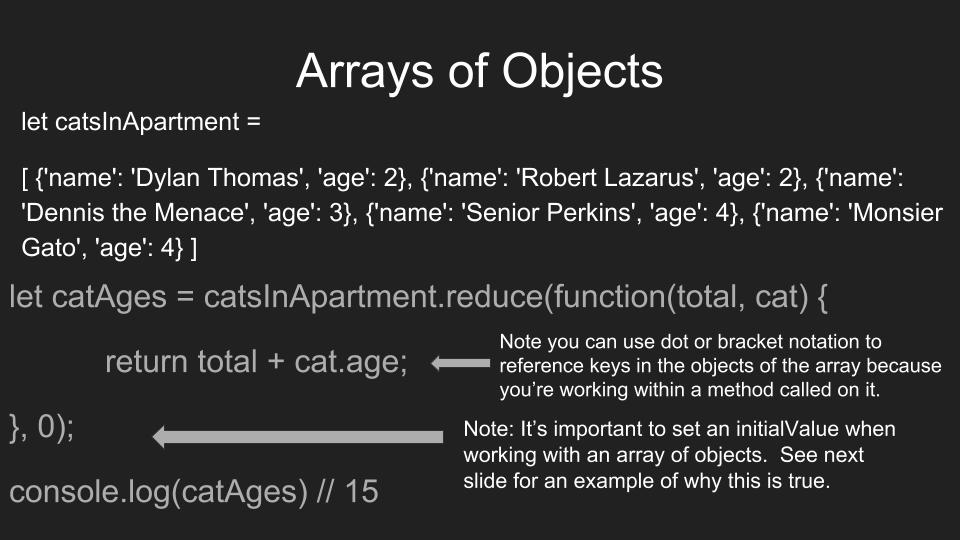 Arrays of Objects
let catsInApartment =
[ {'name': 'Dylan Thomas', 'age': 2}, {'name': 'Robert Lazarus', 'age': 2}, {'name':
'Dennis the Menace', 'age': 3}, {'name': 'Senior Perkins', 'age': 4}, {'name': 'Monsier
Gato', 'age': 4} ]
let catAges = catsInApartment.reduce(function(total, cat) {
return total + cat.age;
Note you can use dot or bracket notation to
reference keys in the objects of the array because
you’re working within a method called on it.
}, 0);
Note: It’s important to set an initialValue when
working with an array of objects.  See next
slide for an example of why this is true.
console.log(catAges) // 15